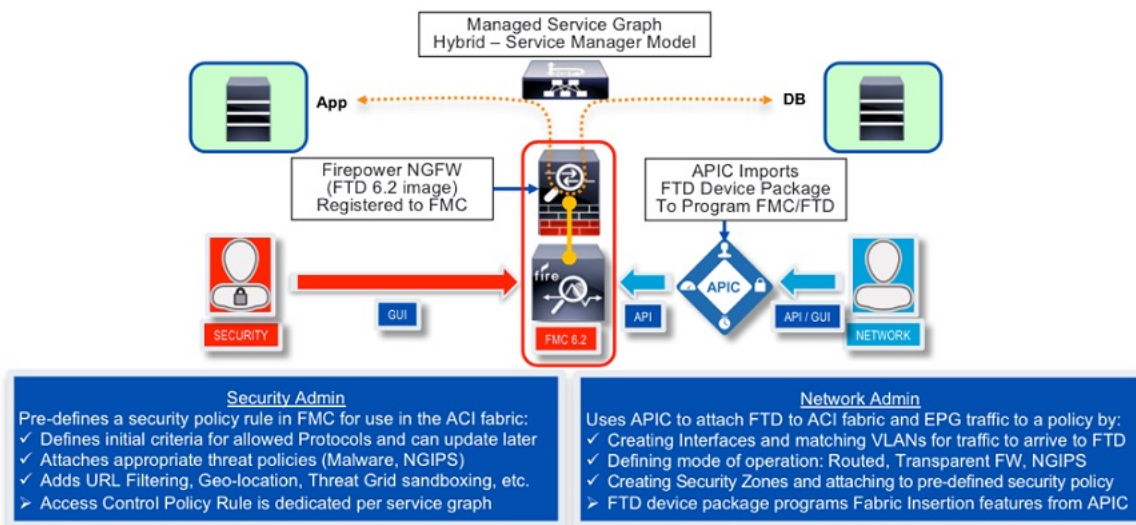 Managed Service Graph
Hybrid – Service Manager Model
App
DB
Firepower NGFW
(FTD 6.2 image)
Registered to FMC
APIC Imports
FTD Device Package
To Program FMC/FTD
fire
APIC
GUI
API
API / GUI
SECURITY
FMC 6.2
NETWORK
Security Admin
Pre-defines a security policy rule in FMC for use in the ACI fabric:
✓ Defines initial criteria for allowed Protocols and can update later
✓ Attaches appropriate threat policies (Malware, NGIPS)
✓ Adds URL Filtering, Geo-location, Threat Grid sandboxing, etc.
➢ Access Control Policy Rule is dedicated per service graph
Network Admin
Uses APIC to attach FTD to ACI fabric and EPG traffic to a policy by:
✓ Creating Interfaces and matching VLANs for traffic to arrive to FTD
✓ Defining mode of operation: Routed, Transparent FW, NGIPS
✓ Creating Security Zones and attaching to pre-defined security policy
➢ FTD device package programs Fabric Insertion features from APIC